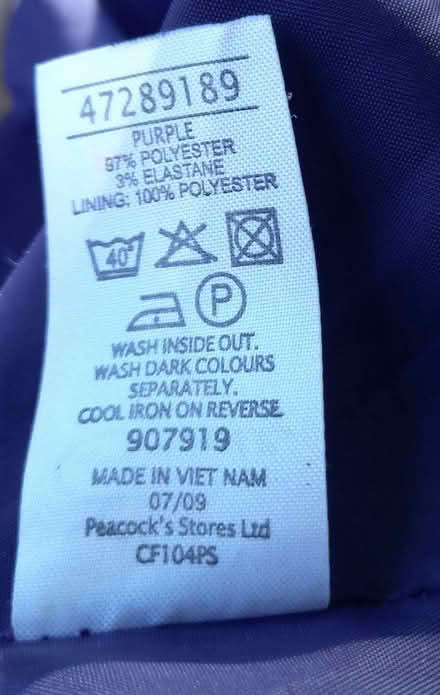 47289189
PURPLE
97% POLYESTER
3% ELASTANE
LINING: 100% POLYESTER
40°
P
WASH INSIDE OUT.
WASH DARK COLOURS
SEPARATELY.
COOL IRON ON REVERSE.
907919
MADE IN VIET NAM
07/09
Peacock's Stores Ltd
CF104PS